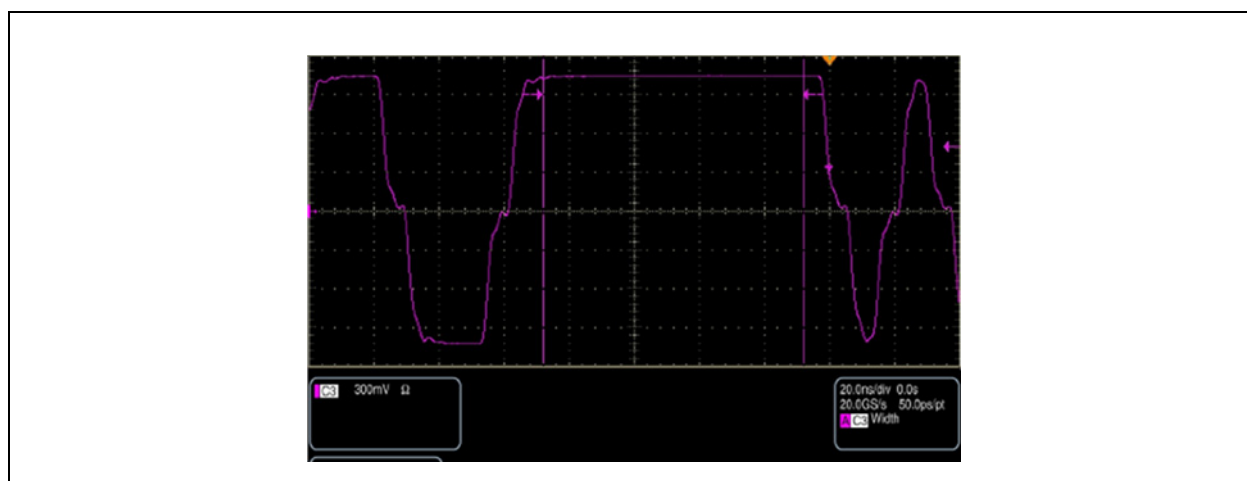 C3 300mV Ω
20.0ns/div 0.0s
20.0GS/s 50.0ps/pt
A C3 Width